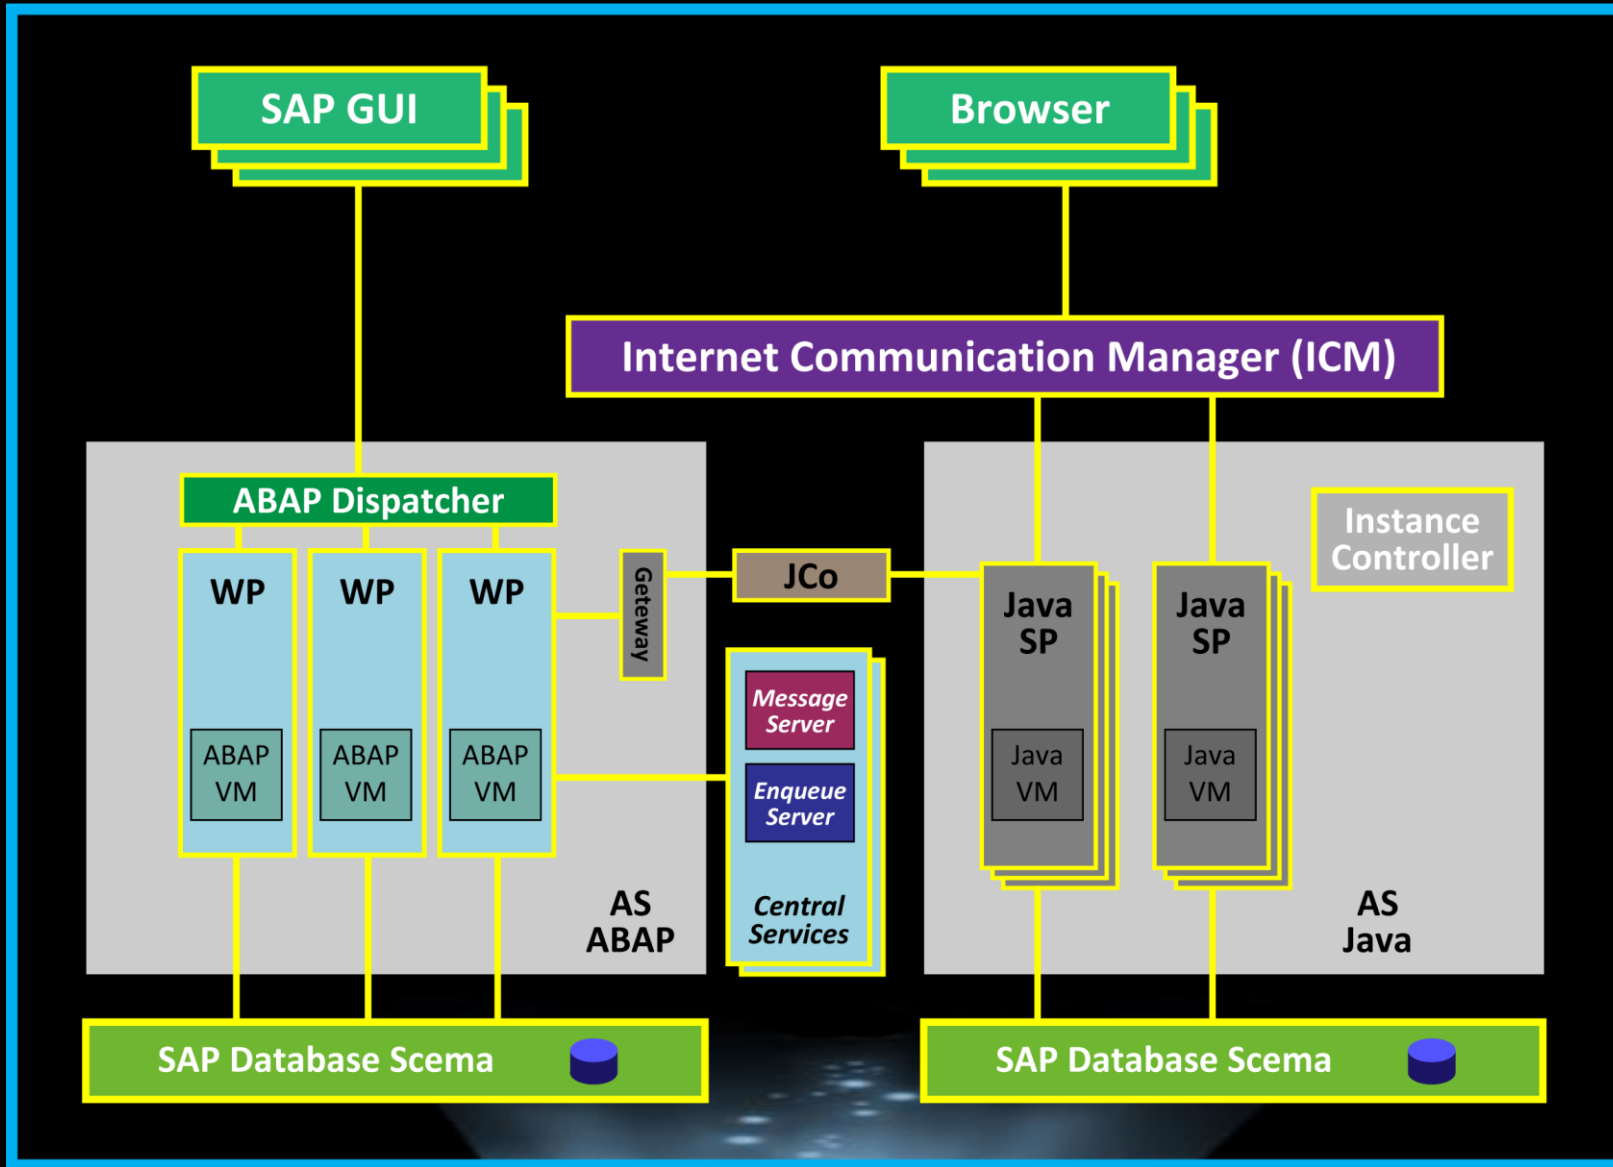 SAP GUI
Browser
Internet Communication Manager (ICM)
ABAP Dispatcher
Instance
Controller
WP
WP
WP
Geteway
JCo
Java
SP
Java
SP
Message
Server
ABAP
VM
ABAP
VM
ABAP
VM
Enqueue
Server
Java
VM
Java
VM
AS
ABAP
Central
Services
AS
Java
SAP Database Scema
SAP Database Scema